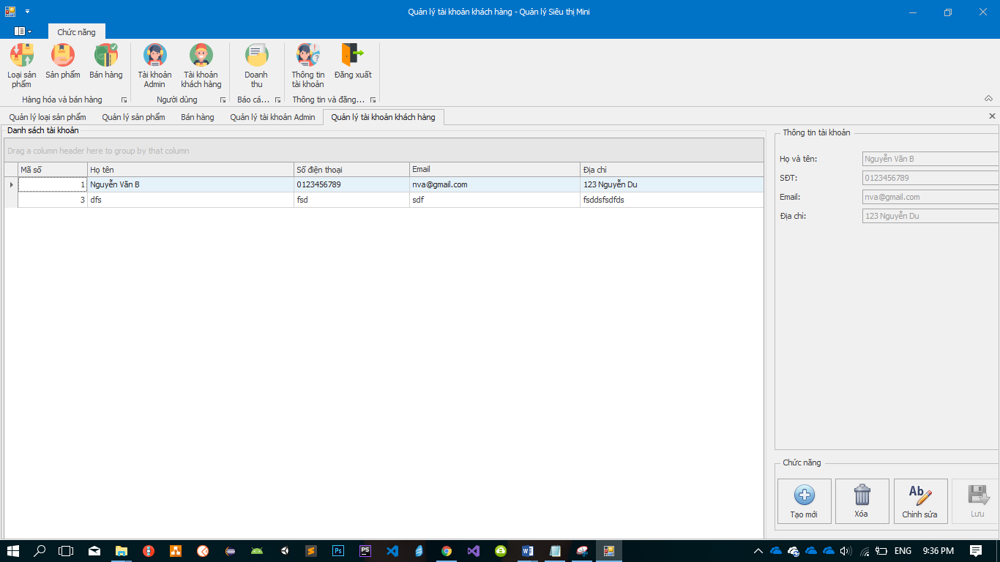 Quản lý tài khoản khách hàng - Quản lý Siêu thị Mini
Chức năng
Loại sản phẩm
Sản phẩm
Bán hàng
Tài khoản Admin
Tài khoản khách hàng
Doanh thu
Thông tin tài khoản
Đăng xuất
Hàng hóa và bán hàng
Người dùng
Báo cá...
Thông tin và đăng...
Quản lý loại sản phẩm
Quản lý sản phẩm
Bán hàng
Quản lý tài khoản Admin
Quản lý tài khoản khách hàng
Danh sách tài khoản
Drag a column header here to group by that column
Mã số Họ tên Số điện thoại Email Địa chỉ
1 Nguyễn Văn B 0123456789 nva@gmail.com 123 Nguyễn Du
3 dfs fsd sdf fsddsfsdfds
Thông tin tài khoản
Họ và tên: Nguyễn Văn B
SĐT: 0123456789
Email: nva@gmail.com
Địa chỉ: 123 Nguyễn Du
Chức năng
Ab
Tạo mới
Xóa
Chỉnh sửa
Lưu
Ps
PS
ENG
9:36 PM